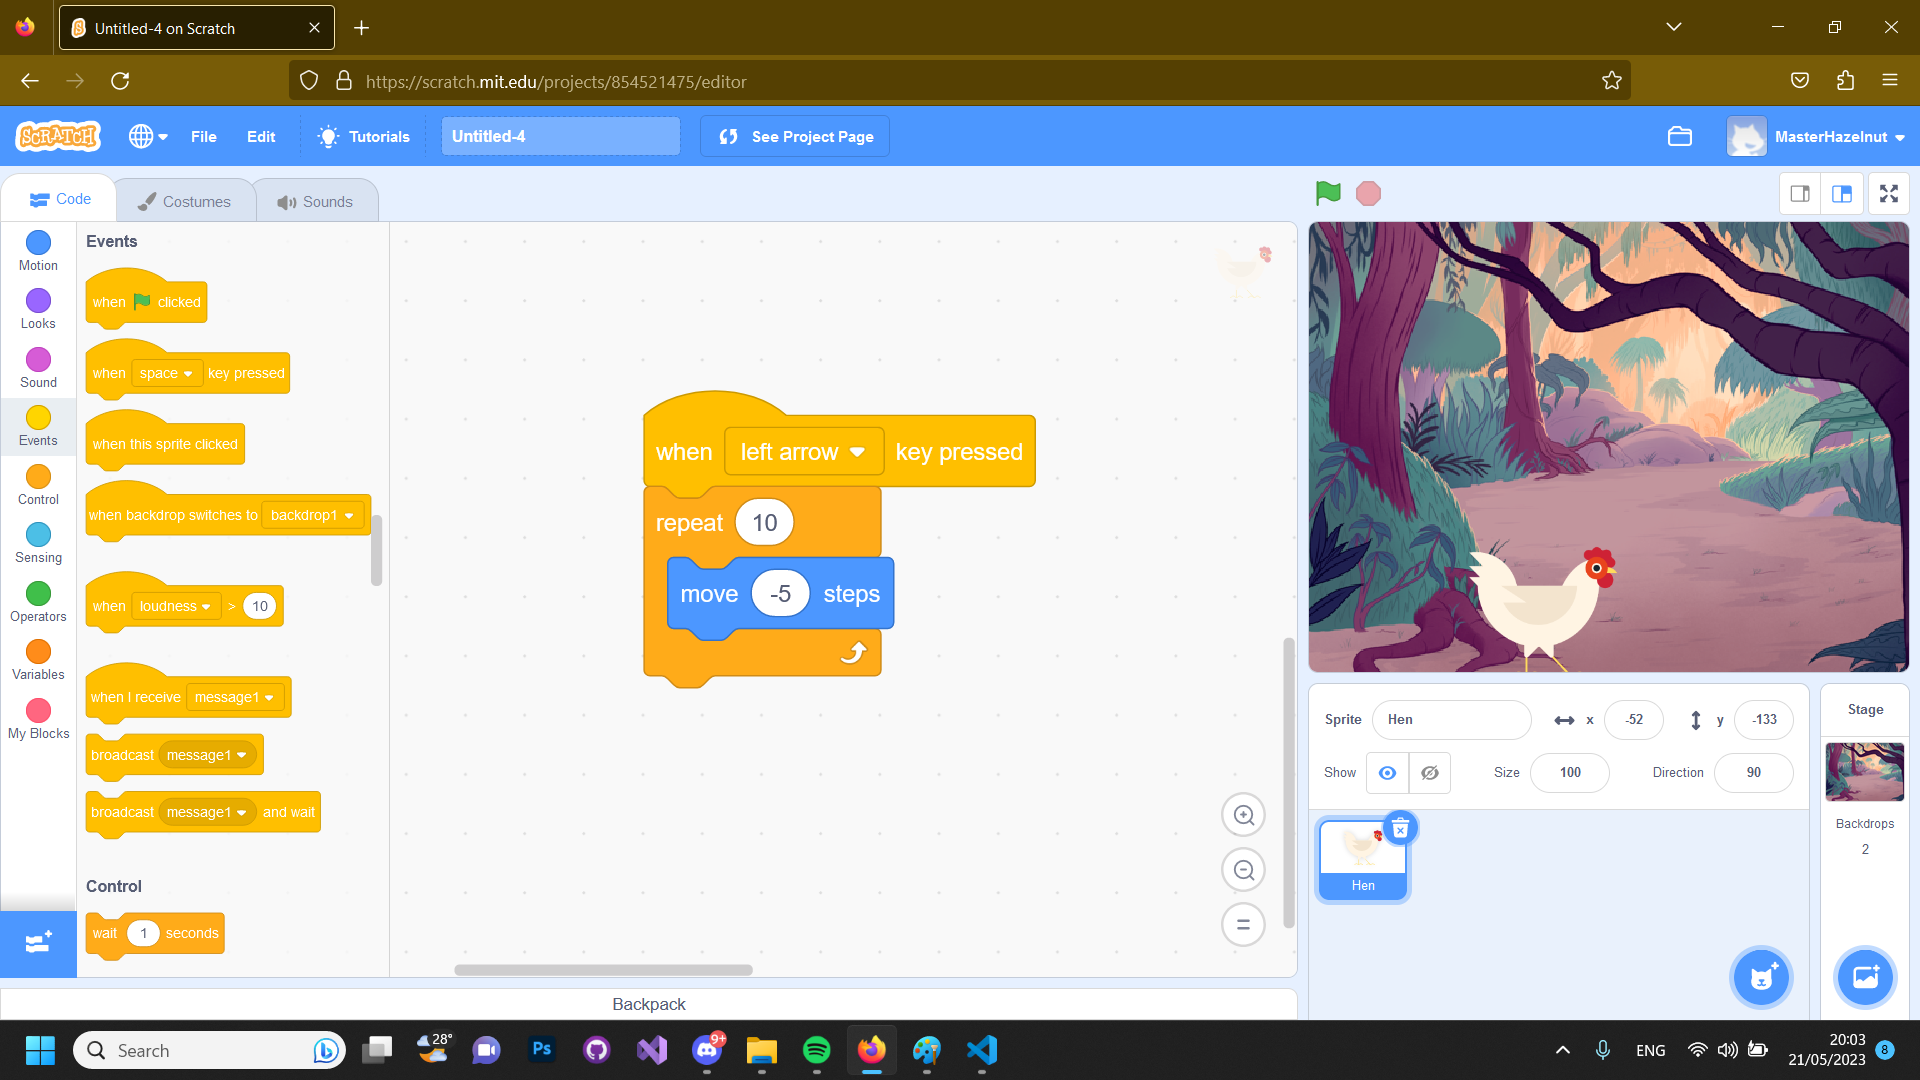 Untitled-4 on Scratch
https://scratch.mit.edu/projects/854521475/editor
SCRATCH
File
Edit
Tutorials
Untitled-4
See Project Page
MasterHazelnut
Code
Costumes
Sounds
Motion
Looks
Sound
Events
Control
Sensing
Operators
Variables
My Blocks
Events
when clicked
when space key pressed
when this sprite clicked
when backdrop switches to backdrop1
when loudness > 10
when I receive message1
broadcast message1
broadcast message1 and wait
Control
wait 1 seconds
when left arrow key pressed
repeat 10
move -5 steps
Backpack
Sprite Hen x -52 y -133
Show Size 100 Direction 90
Hen
Stage
Backdrops
2
Search
28°
Ps
9+
ENG
20:03
21/05/2023
8